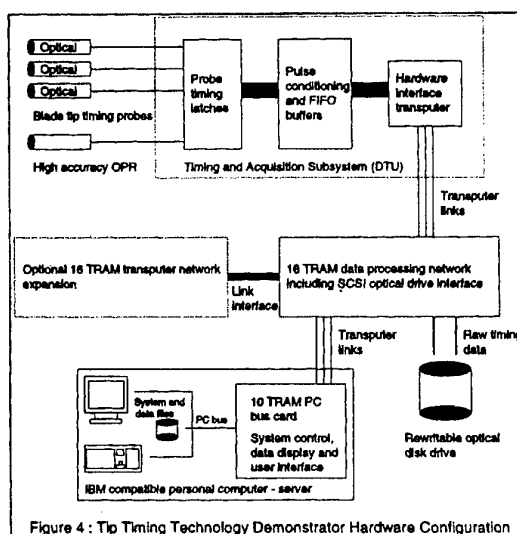 Optical
Optical
Optical
Blade tip timing probes
High accuracy OPR
Probe
timing
latches
Pulse
conditioning
and FIFO
buffers
Hardware
interface
transputer
Timing and Acquisition Subsystem (DTU)
Transputer
links
Optional 16 TRAM transputer network
expansion
Link
interface
16 TRAM data processing network
including SCSI optical drive interface
Transputer
links
Raw timing
data
Rewritable optical
disk drive
System and
data files
PC bus
10 TRAM PC
bus card
System control,
data display and
user interface
IBM compatible personal computer - server
Figure 4 : Tip Timing Technology Demonstrator Hardware Configuration